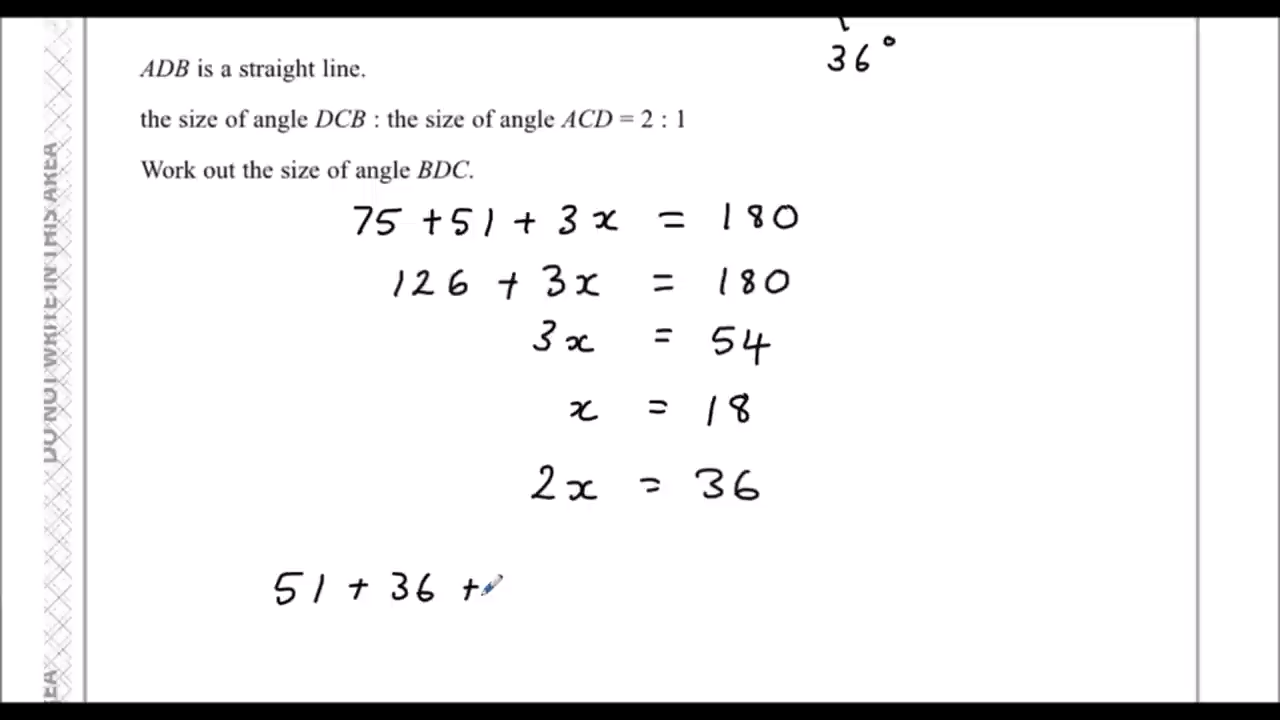 36°
ADB is a straight line.
the size of angle DCB : the size of angle ACD = 2 : 1
Work out the size of angle BDC.
75 + 51 + 3x = 180
126 + 3x = 180
3x = 54
x = 18
2x = 36
51 + 36 +
DO NOT WRITE IN THIS AREA
EA